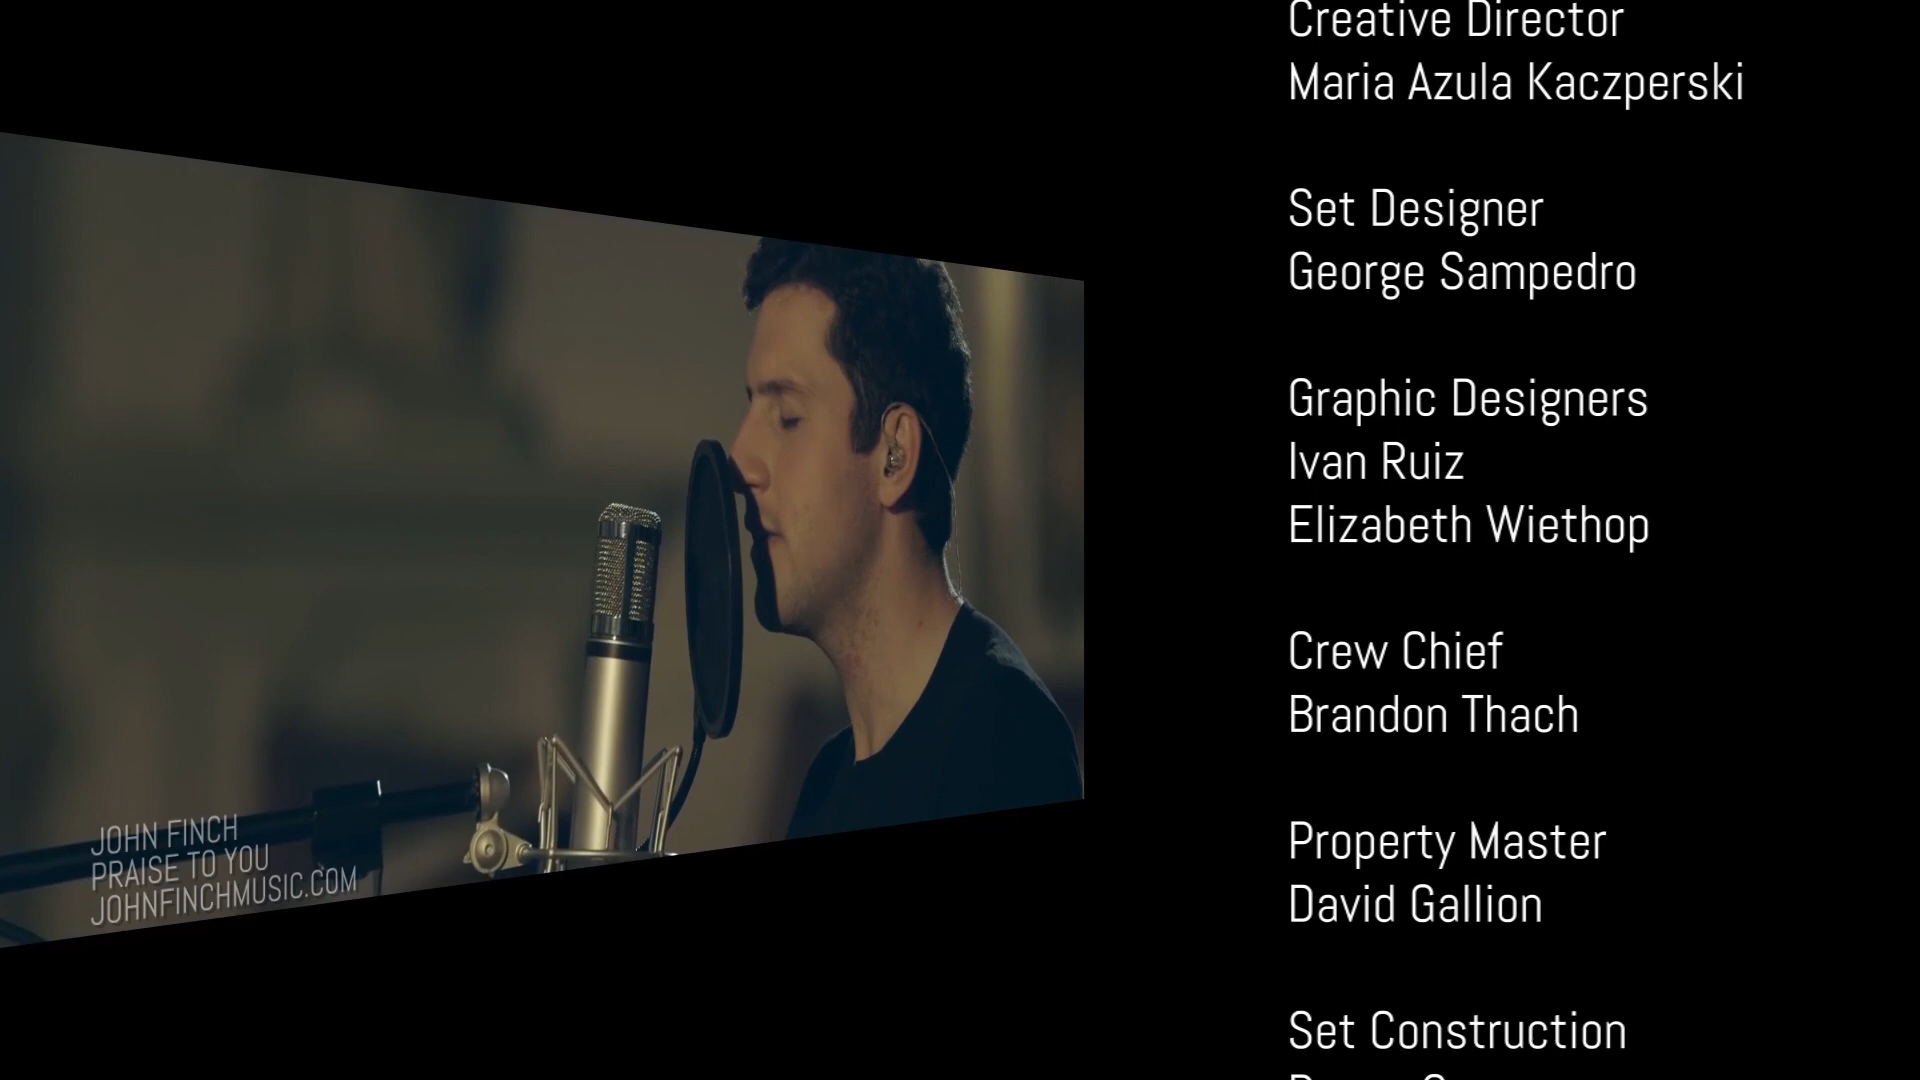 Creative Director
Maria Azula Kaczperski
Set Designer
George Sampedro
Graphic Designers
Ivan Ruiz
Elizabeth Wiethop
Crew Chief
Brandon Thach
Property Master
David Gallion
Set Construction
JOHN FINCH
PRAISE TO YOU
JOHNFINCHMUSIC.COM